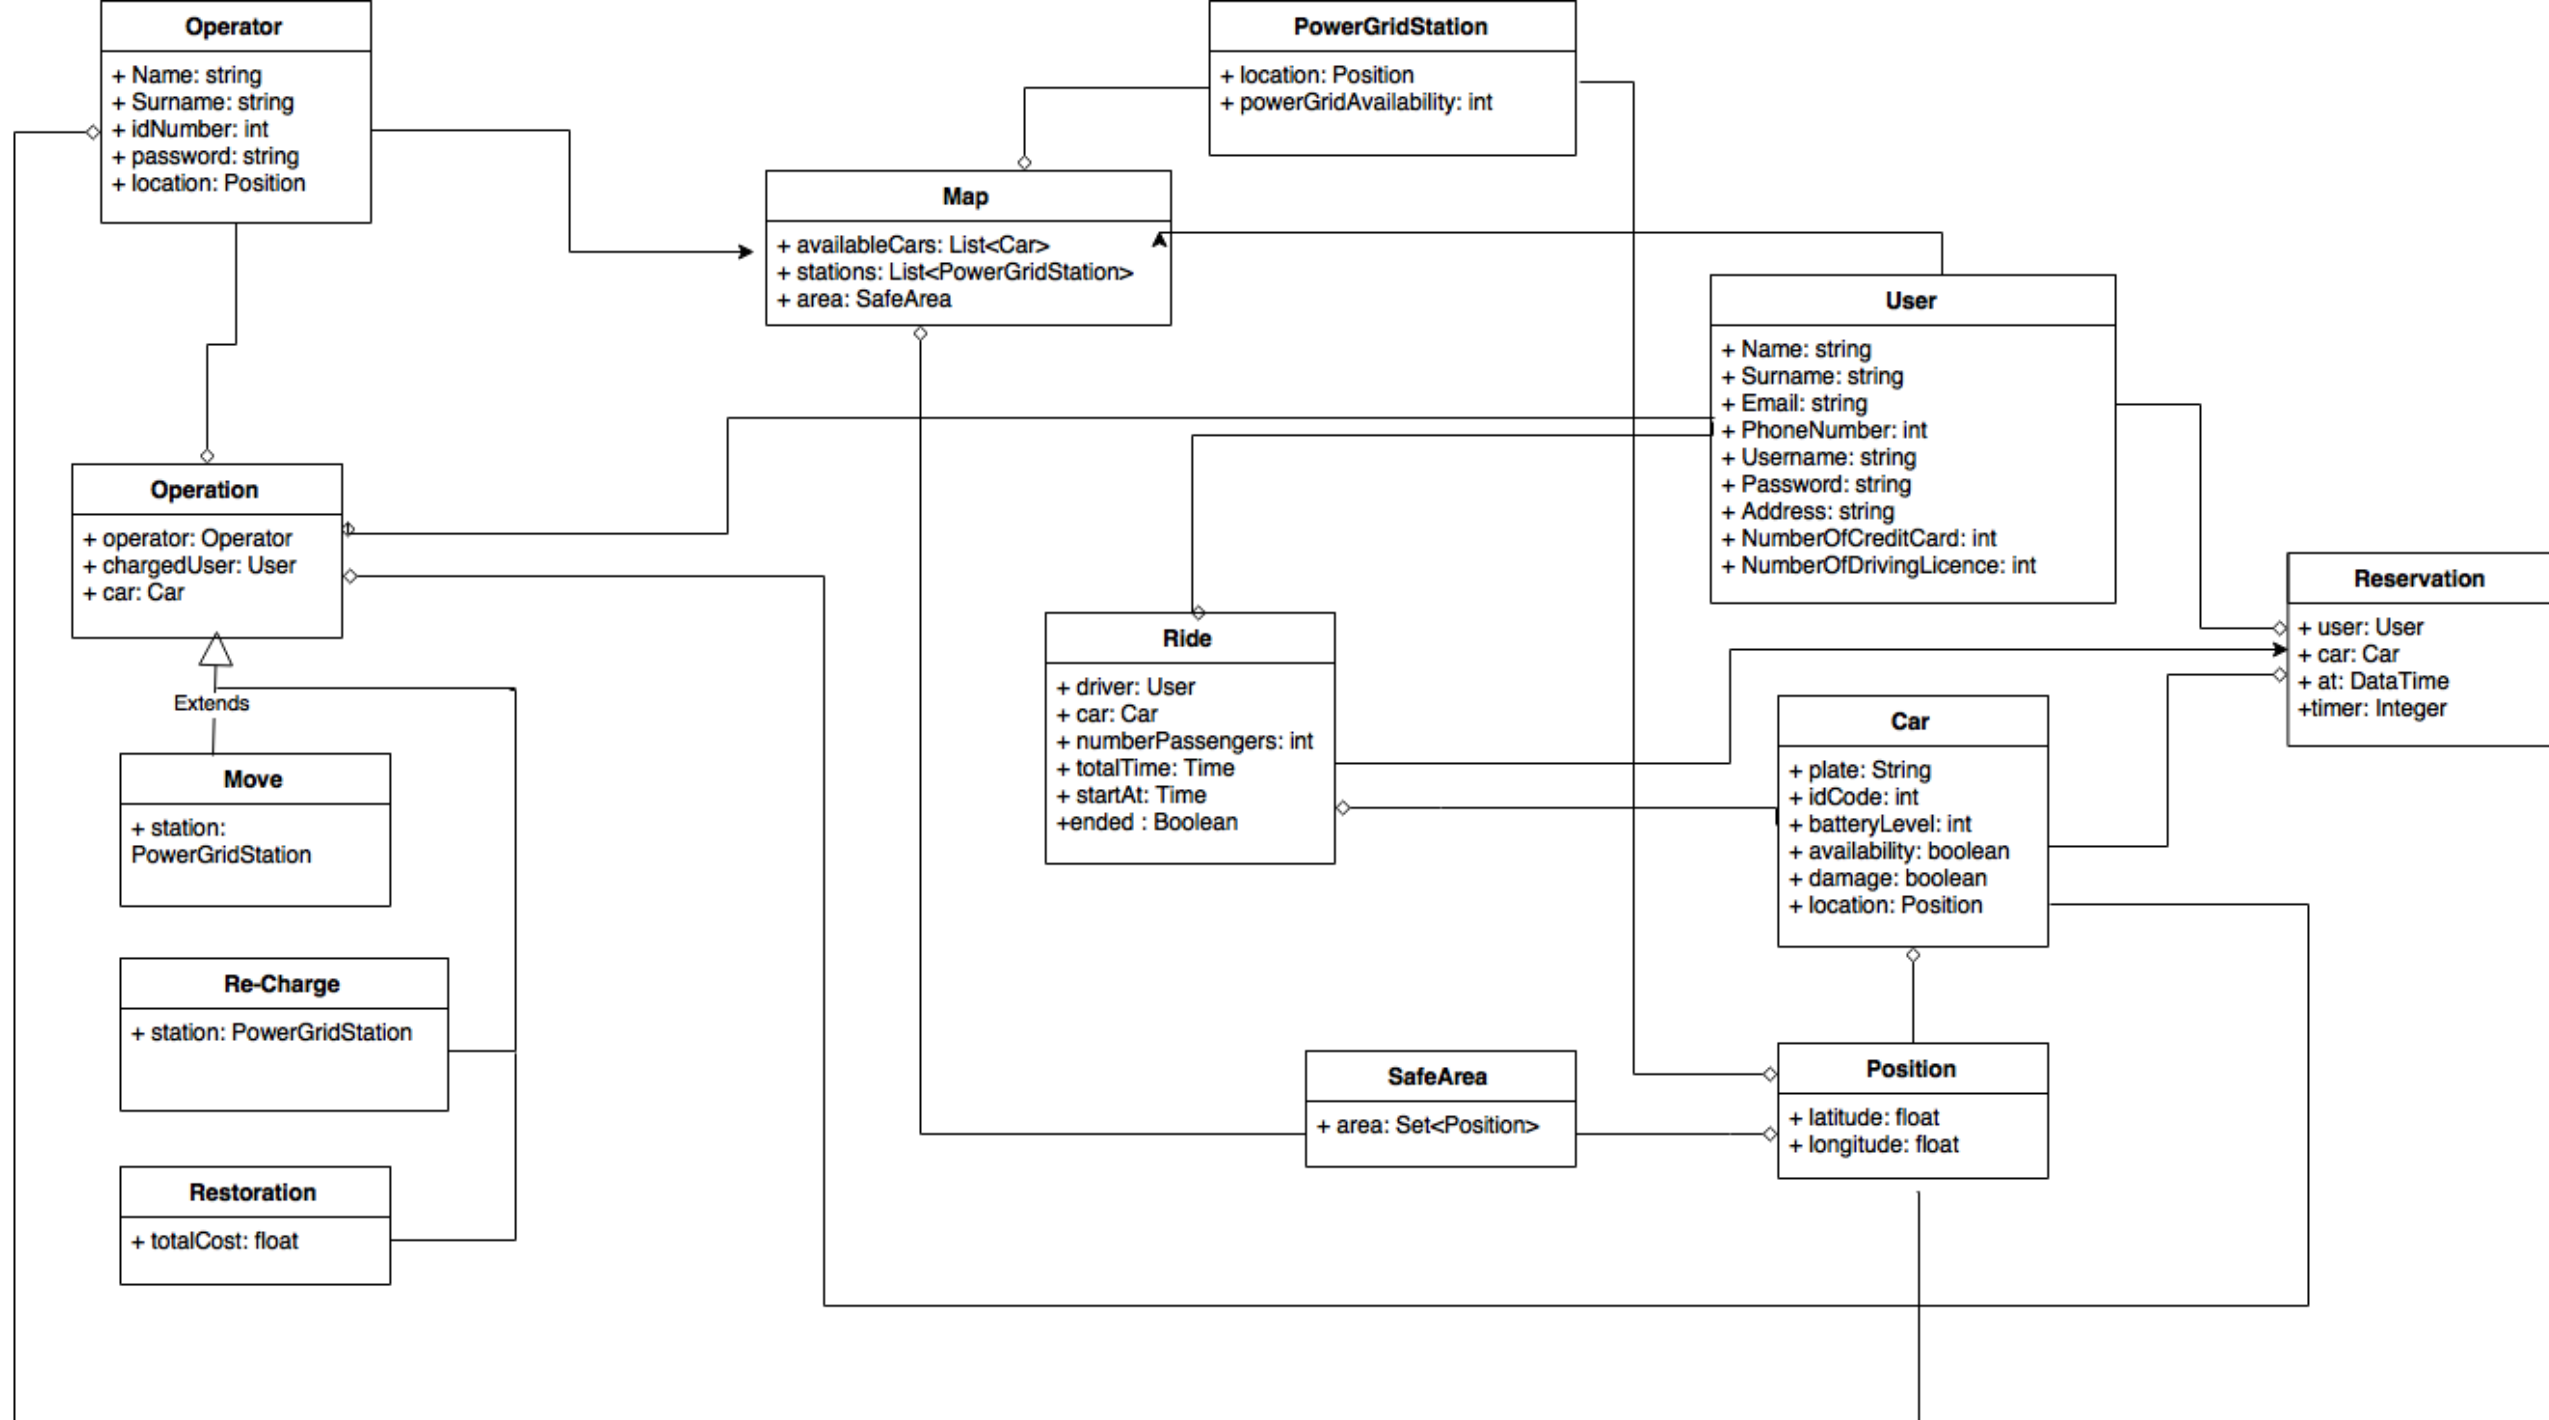 Operator
+ Name: string
+ Surname: string
+ idNumber: int
+ password: string
+ location: Position
PowerGridStation
+ location: Position
+ powerGridAvailability: int
Map
+ availableCars: List<Car>
+ stations: List<PowerGridStation>
+ area: SafeArea
User
+ Name: string
+ Surname: string
+ Email: string
+ PhoneNumber: int
+ Username: string
+ Password: string
+ Address: string
+ NumberOfCreditCard: int
+ NumberOfDrivingLicence: int
Operation
+ operator: Operator
+ chargedUser: User
+ car: Car
Reservation
+ user: User
+ car: Car
+ at: DataTime
+timer: Integer
Ride
+ driver: User
+ car: Car
+ numberPassengers: int
+ totalTime: Time
+ startAt: Time
+ended : Boolean
Car
+ plate: String
+ idCode: int
+ batteryLevel: int
+ availability: boolean
+ damage: boolean
+ location: Position
Extends
Move
+ station:
PowerGridStation
Re-Charge
+ station: PowerGridStation
SafeArea
+ area: Set<Position>
Position
+ latitude: float
+ longitude: float
Restoration
+ totalCost: float